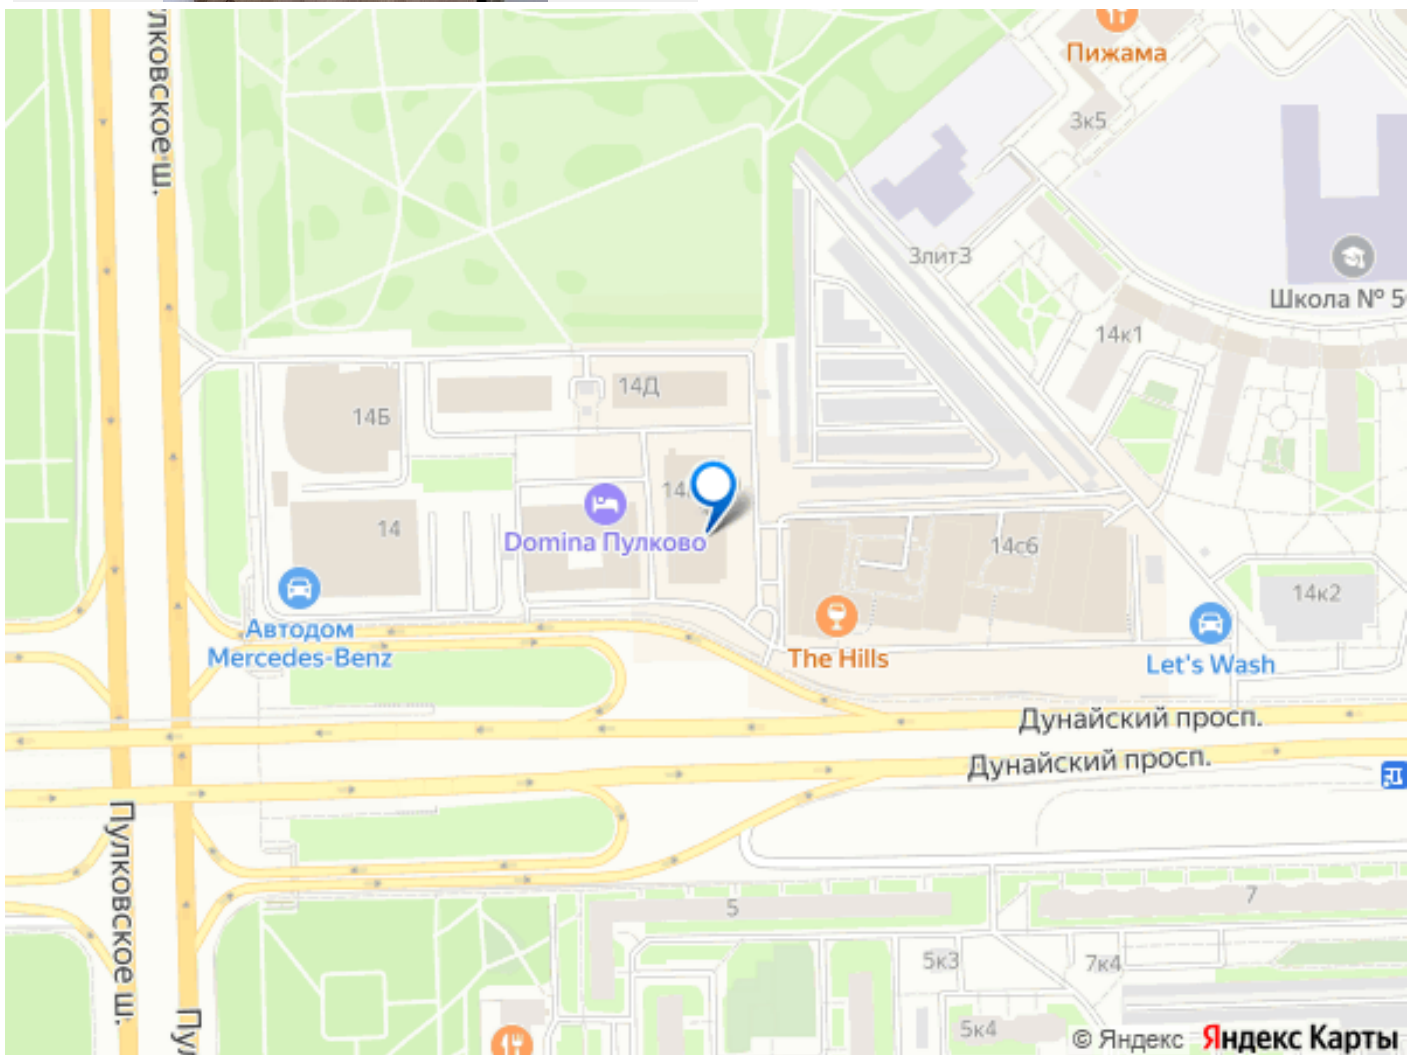 Пижама
3к5
лковское ш.
3лит3
Школа № 5
14к1
14Д
14Б
14
14с6
Domina Пулково
14к2
Автодом
Mercedes-Benz
The Hills
Let's Wash
Дунайский просп.
Дунайский просп.
Пулковское ш.
5
7
5к3
7к4
5к4
Пул
© Яндекс Яндекс Карты